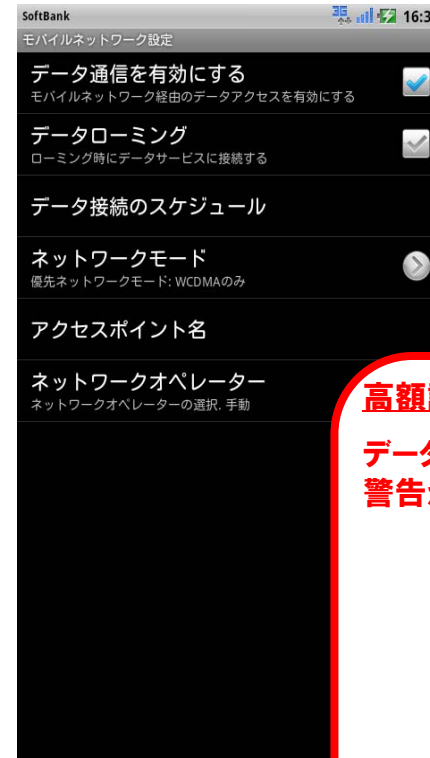 SoftBank 16:3
モバイルネットワーク設定
データ通信を有効にする
モバイルネットワーク経由のデータアクセスを有効にする
データローミング
ローミング時にデータサービスに接続する
データ接続のスケジュール
ネットワークモード
優先ネットワークモード: WCDMAのみ
アクセスポイント名
ネットワークオペレーター
ネットワークオペレーターの選択. 手動
高額
データ
警告